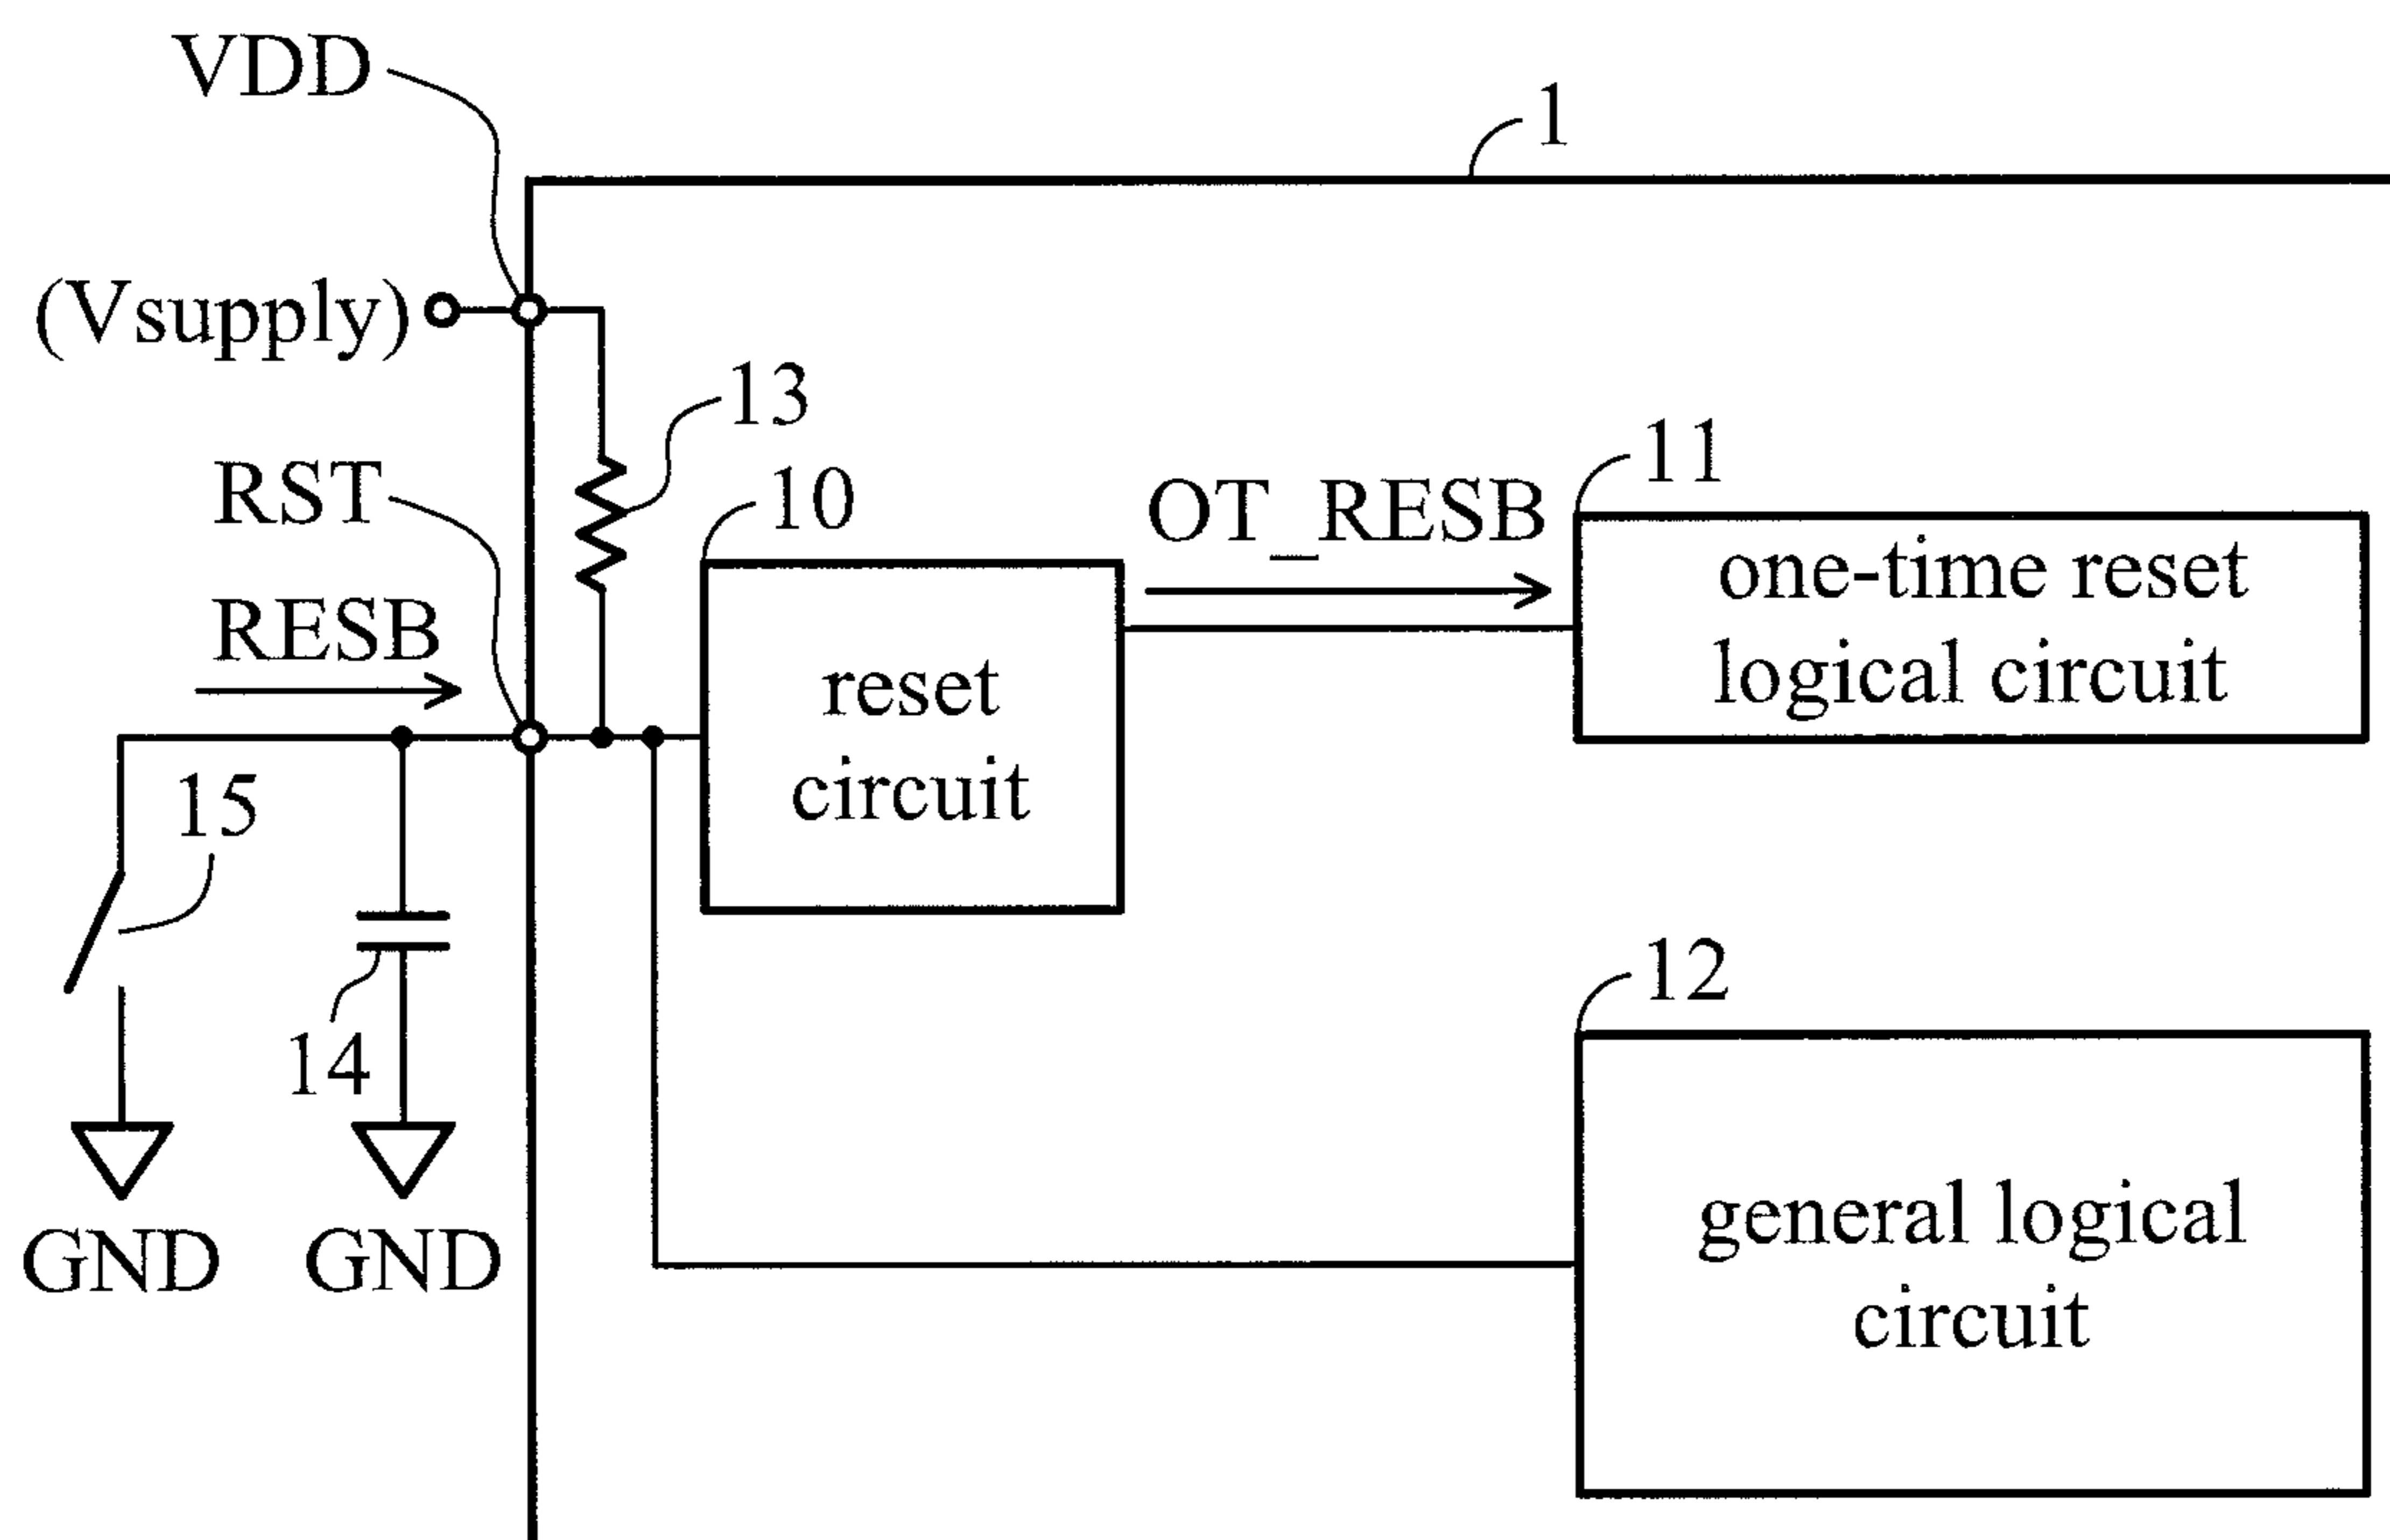 VDD
1
(Vsupply)
13
RST
10
OT_RESB
11
one-time reset
logical circuit
RESB
reset
circuit
15
14
12
GND
GND
general logical
circuit